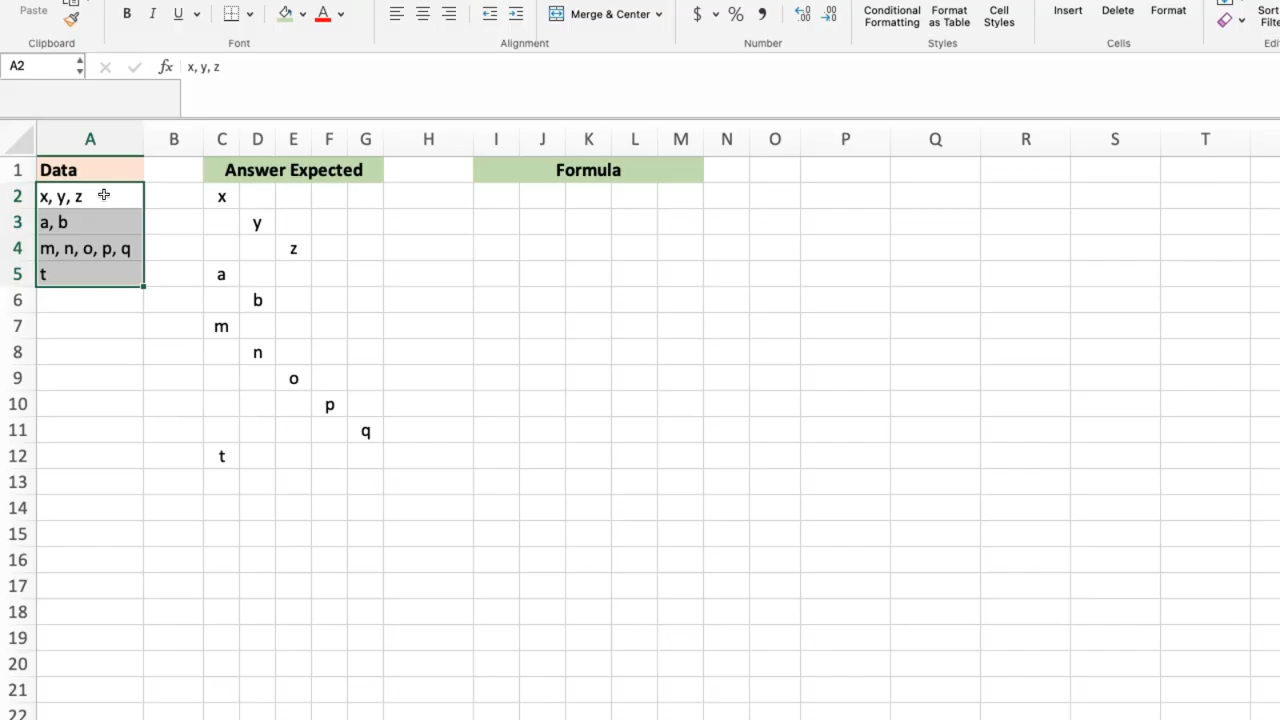 Paste
B I U A
Merge & Center
$ % ,
Conditional Formatting
Format as Table
Cell Styles
Insert
Delete
Format
Clipboard
Font
Alignment
Number
Styles
Cells
A2
fx
x, y, z
A B C D E F G H I J K L M N O P Q R S T
1 Data Answer Expected Formula
2 x, y, z x
3 a, b y
4 m, n, o, p, q z
5 t a
6 b
7 m
8 n
9 o
10 p
11 q
12 t
13
14
15
16
17
18
19
20
21
22